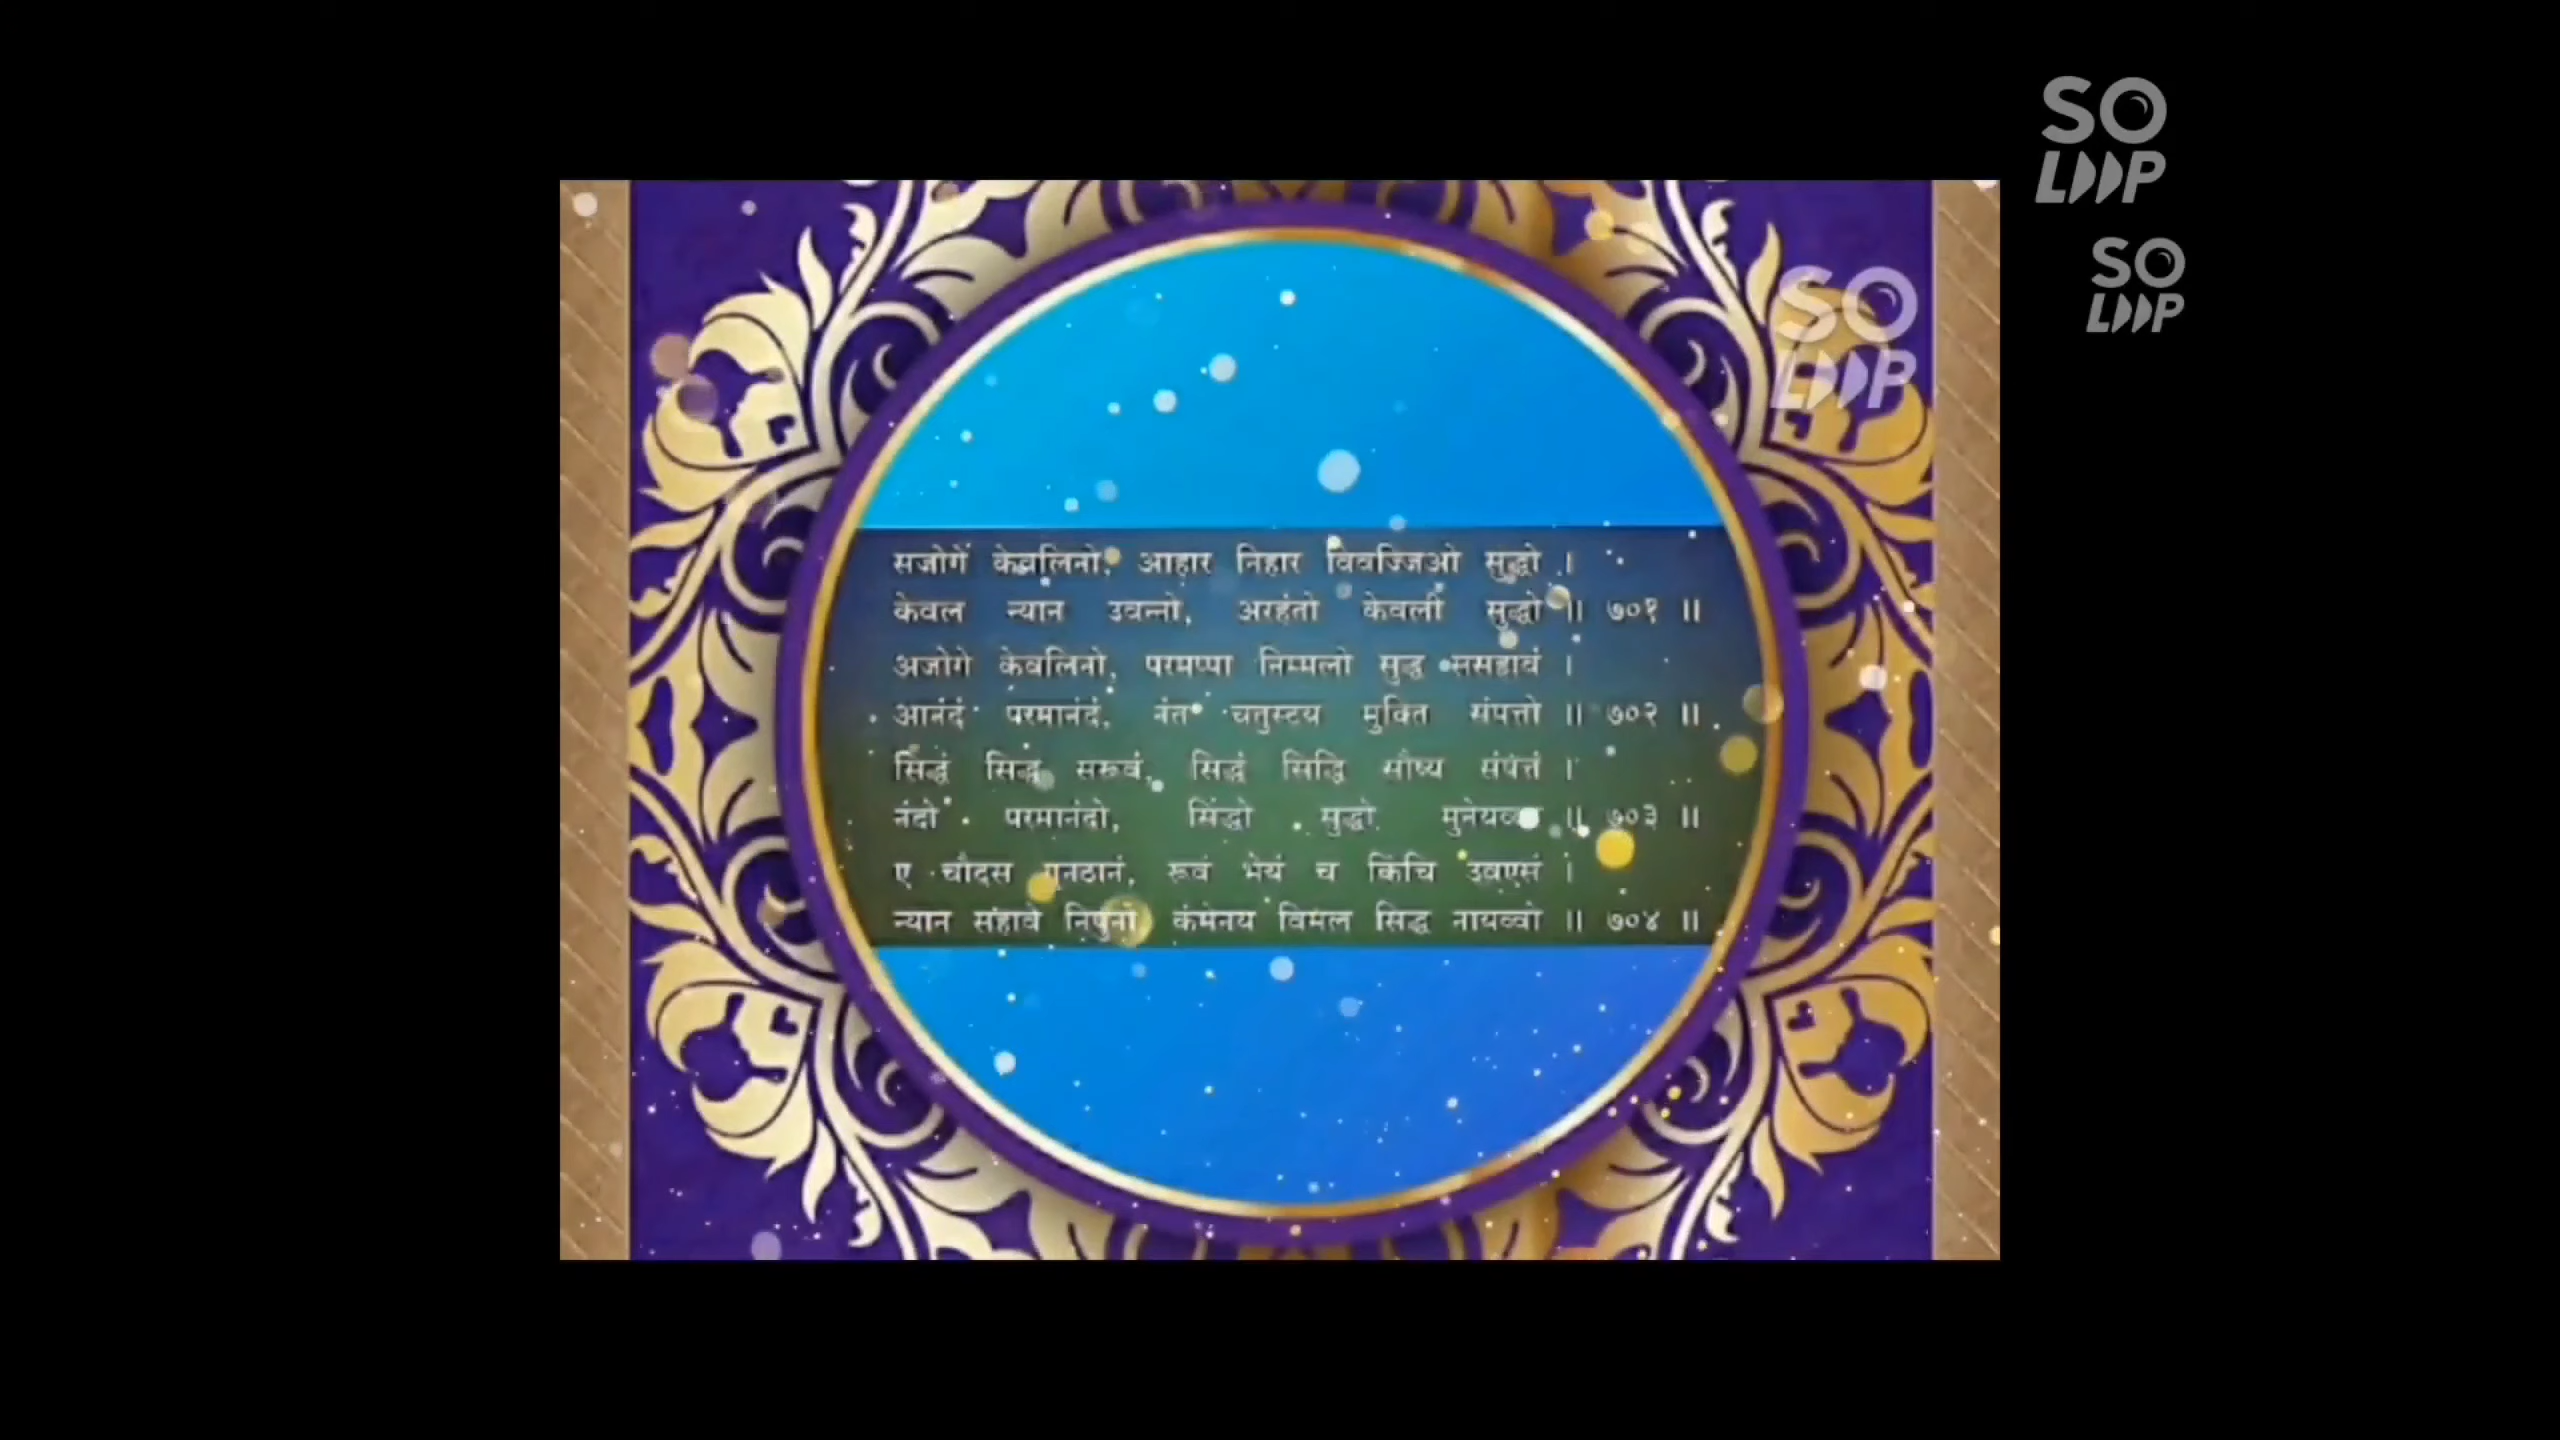 सजोगें केवलिनो, आहार निहार विवज्जिओ सुद्धो ।
केवल न्यान उवन्नो, अरहंतो केवली सुद्धो ॥ ७०१ ॥
अजोगे केवलिनो, परमप्पा निम्मलो सुद्ध ससहावं ।
आनंदं परमानंदं, नंत चतुस्टय मुक्ति संपत्तो ॥ ७०२ ॥
सिद्धं सिद्ध सरूवं, सिद्धं सिद्धि सौष्य संपत्तं ।
नंदो परमानंदो, सिद्धो सुद्धो ॥ ७०३ ॥
ए चौदस गुनठानं, रूवं भेयं च किंचि उवएसं ।
न्यान सहावे निपुनो कंमेनय विमल सिद्ध नायव्वो ॥ ७०४ ॥
SO LOOP
SO LOOP
SO LOOP